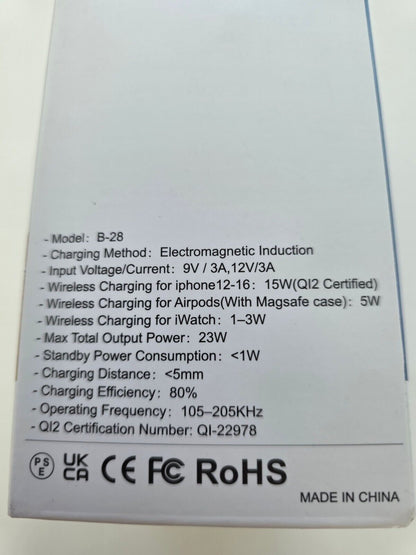 - Model: B-28
- Charging Method: Electromagnetic Induction
- Input Voltage/Current: 9V / 3A,12V/3A
- Wireless Charging for iphone12-16: 15W(QI2 Certified)
- Wireless Charging for Airpods(With Magsafe case): 5W
- Wireless Charging for iWatch: 1–3W
- Max Total Output Power: 23W
- Standby Power Consumption: <1W
- Charging Distance: <5mm
- Charging Efficiency: 80%
- Operating Frequency: 105–205KHz
- QI2 Certification Number: QI-22978
PS E UK CA CE FC RoHS
MADE IN CHINA